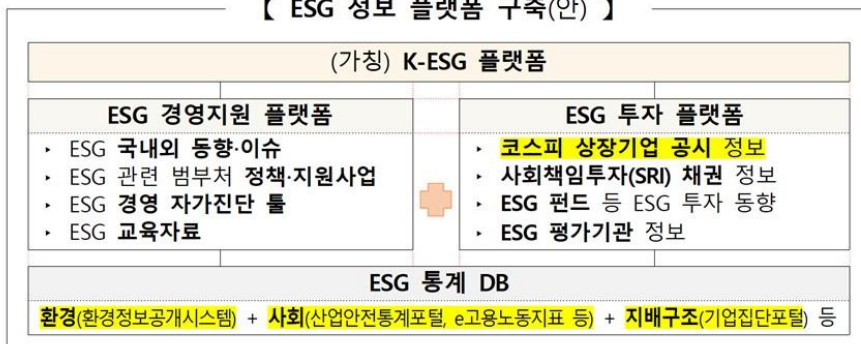 【 ESG 정보 플랫폼 구축(안) 】
(가칭) K-ESG 플랫폼
ESG 경영지원 플랫폼
‣ ESG 국내외 동향·이슈
‣ ESG 관련 범부처 정책·지원사업
‣ ESG 경영 자가진단 툴
‣ ESG 교육자료
ESG 투자 플랫폼
‣ 코스피 상장기업 공시 정보
‣ 사회책임투자(SRI) 채권 정보
‣ ESG 펀드 등 ESG 투자 동향
‣ ESG 평가기관 정보
ESG 통계 DB
환경(환경정보공개시스템) + 사회(산업안전통계포털, e고용노동지표 등) + 지배구조(기업집단포털) 등